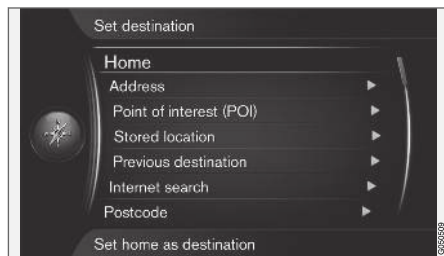 Set destination
Home
Address
Point of interest (POI)
Stored location
Previous destination
Internet search
Postcode
Set home as destination
G050509